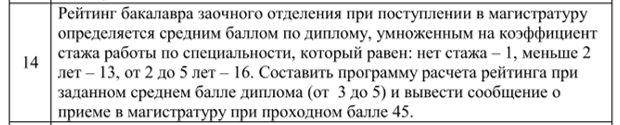 Рейтинг бакалавра заочного отделения при поступлении в магистратуру
определяется средним баллом по диплому, умноженным на коэффициент
стажа работы по специальности, который равен: нет стажа – 1, меньше 2
14 лет – 13, от 2 до 5 лет – 16. Составить программу расчета рейтинга при
заданном среднем балле диплома (от  3 до 5) и вывести сообщение о
приеме в магистратуру при проходном балле 45.